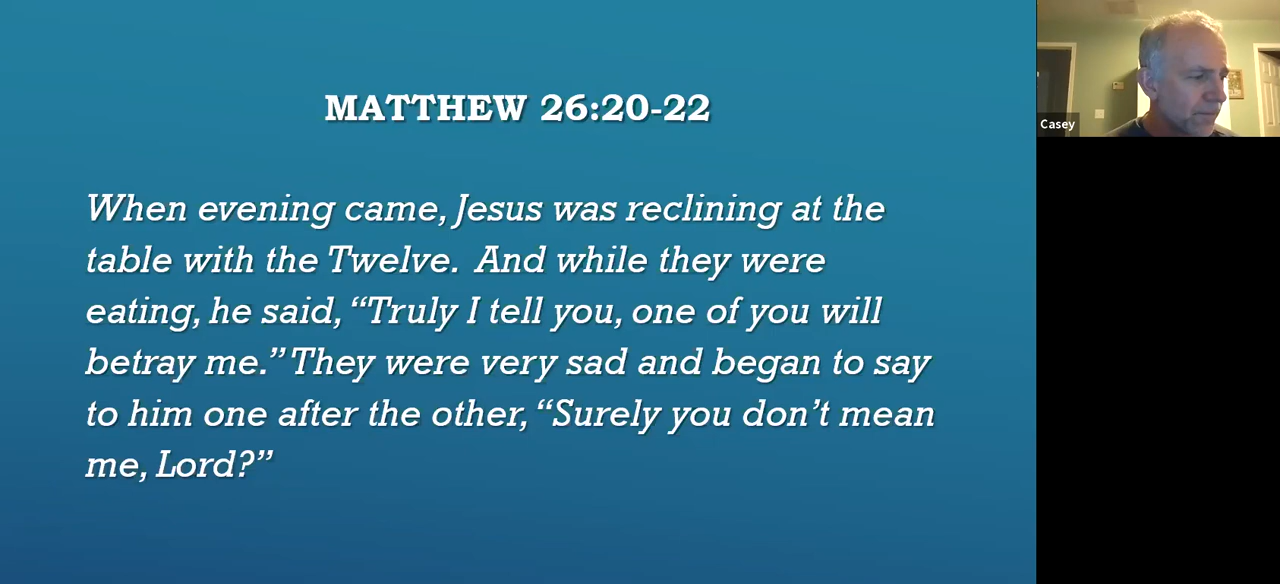 MATTHEW 26:20-22
When evening came, Jesus was reclining at the
table with the Twelve.  And while they were
eating, he said, “Truly I tell you, one of you will
betray me.” They were very sad and began to say
to him one after the other, “Surely you don’t mean
me, Lord?”
Casey